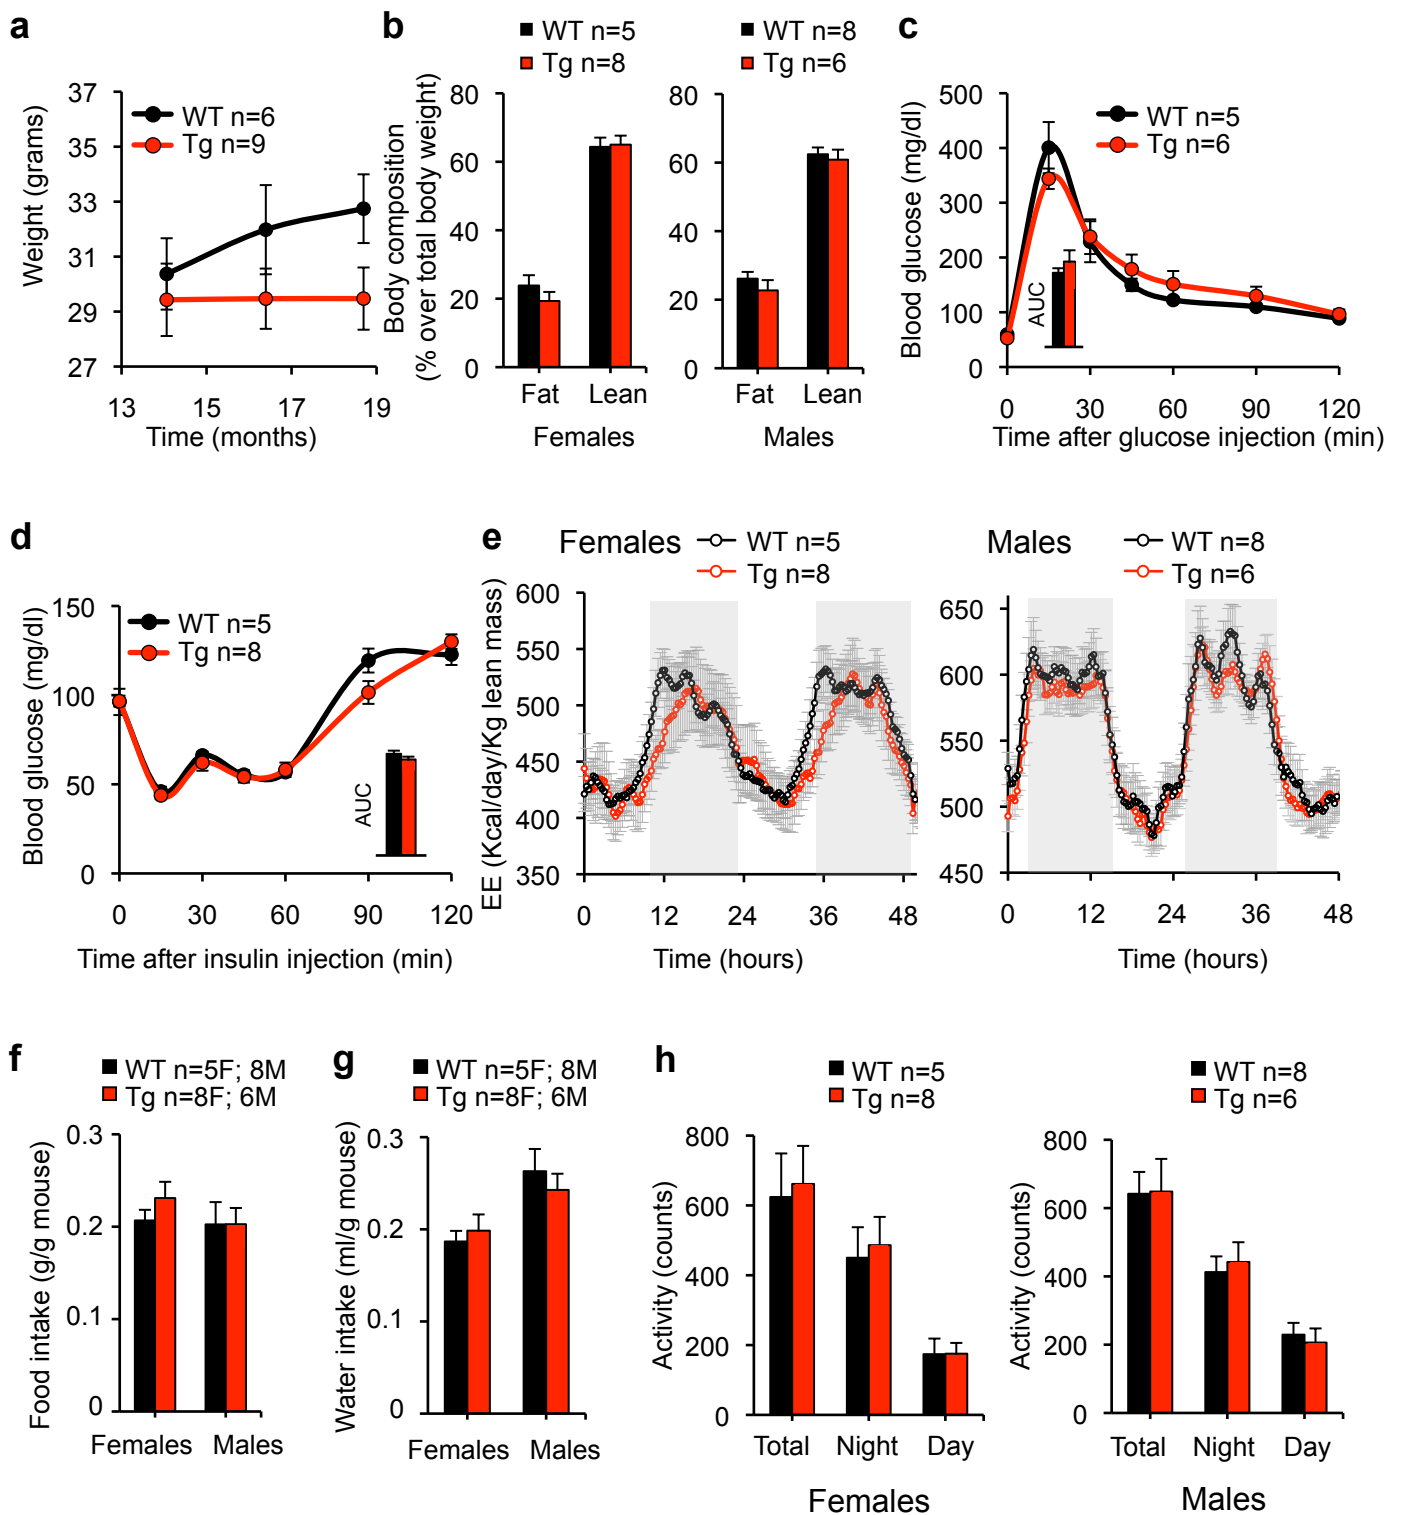 a
WT n=6
Tg n=9
Weight (grams)
37
35
33
31
29
27
13
15
17
19
Time (months)
b
WT n=5
Tg n=8
WT n=8
Tg n=6
Body composition
(% over total body weight)
80
60
40
20
0
Fat
Lean
Females
80
60
40
20
0
Fat
Lean
Males
c
WT n=5
Tg n=6
Blood glucose (mg/dl)
500
400
300
200
100
0
AUC
0
30
60
90
120
Time after glucose injection (min)
d
WT n=5
Tg n=8
Blood glucose (mg/dl)
150
100
50
0
AUC
0
30
60
90
120
Time after insulin injection (min)
e
Females
WT n=5
Tg n=8
EE (Kcal/day/Kg lean mass)
600
550
500
450
400
350
0
12
24
36
48
Time (hours)
Males
WT n=8
Tg n=6
650
600
550
500
450
0
12
24
36
48
Time (hours)
f
WT n=5F; 8M
Tg n=8F; 6M
Food intake (g/g mouse)
0.3
0.2
0.1
0
Females
Males
g
WT n=5F; 8M
Tg n=8F; 6M
Water intake (ml/g mouse)
0.3
0.2
0.1
0
Females
Males
h
WT n=5
Tg n=8
Activity (counts)
800
600
400
200
0
Total
Night
Day
Females
WT n=8
Tg n=6
Activity (counts)
800
600
400
200
0
Total
Night
Day
Males